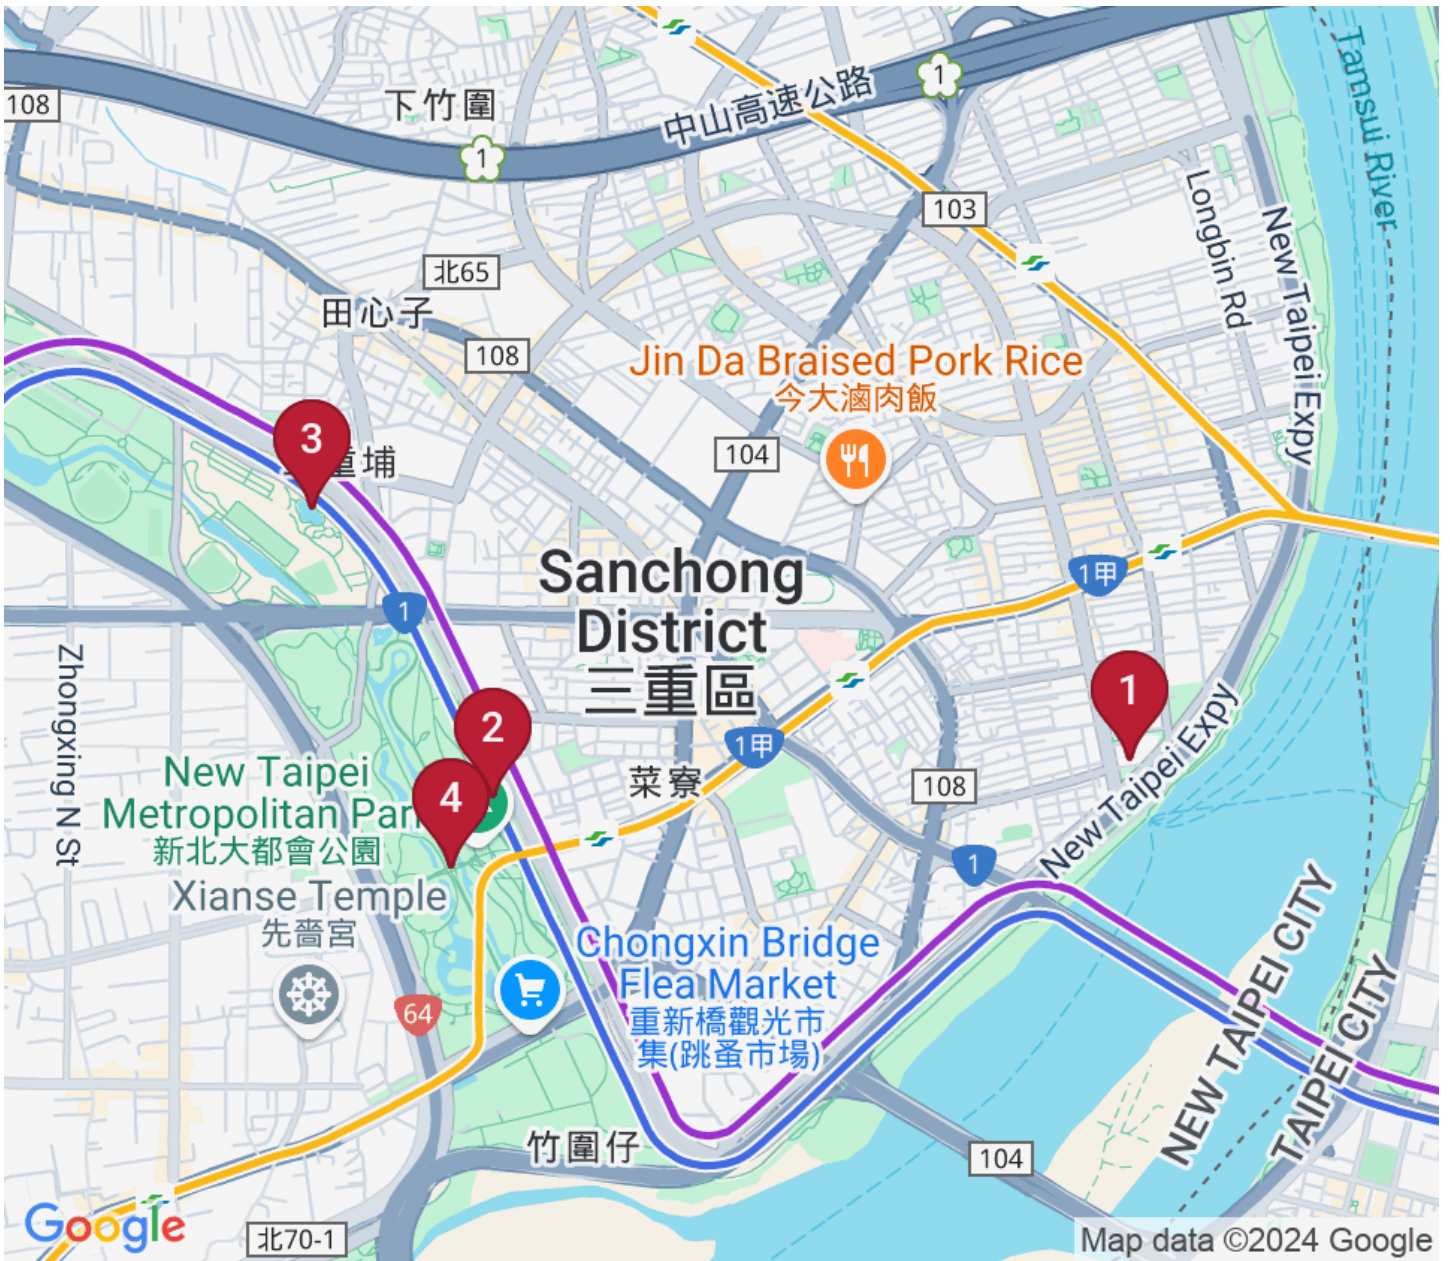 Tamsui River
1
中山高速公路
108
下竹圍
1
103
Longbin Rd
New Taipei Expy
北65
田心子
108
Jin Da Braised Pork Rice
今大滷肉飯
104
3
重埔
Sanchong
District
三重區
1甲
1
Zhongxing N St
1
2
New Taipei
Metropolitan Par
新北大都會公園
4
1甲
菜寮
108
New Taipei Expy
1
Xianse Temple
先嗇宮
Chongxin Bridge
Flea Market
重新橋觀光市
集(跳蚤市場)
64
NEW TAIPEI CITY
TAIPEI CITY
竹圍仔
104
Google
北70-1
Map data ©2024 Google